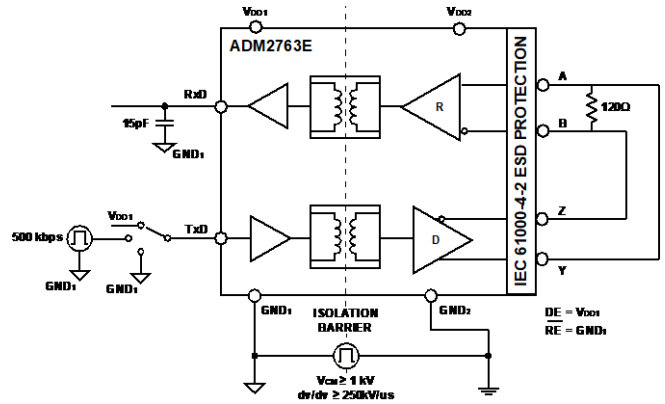 VDD1
VDD2
ADM2763E
RxD
15pF
GND1
R
A
120Ω
B
IEC 61000-4-2 ESD PROTECTION
VDD1
TxD
500 kbps
GND1
GND1
D
Z
Y
GND1
ISOLATION
BARRIER
GND2
DE = VDD1
RE = GND1
VCM ≥ 1 kV
dv/dv ≥ 250kV/us